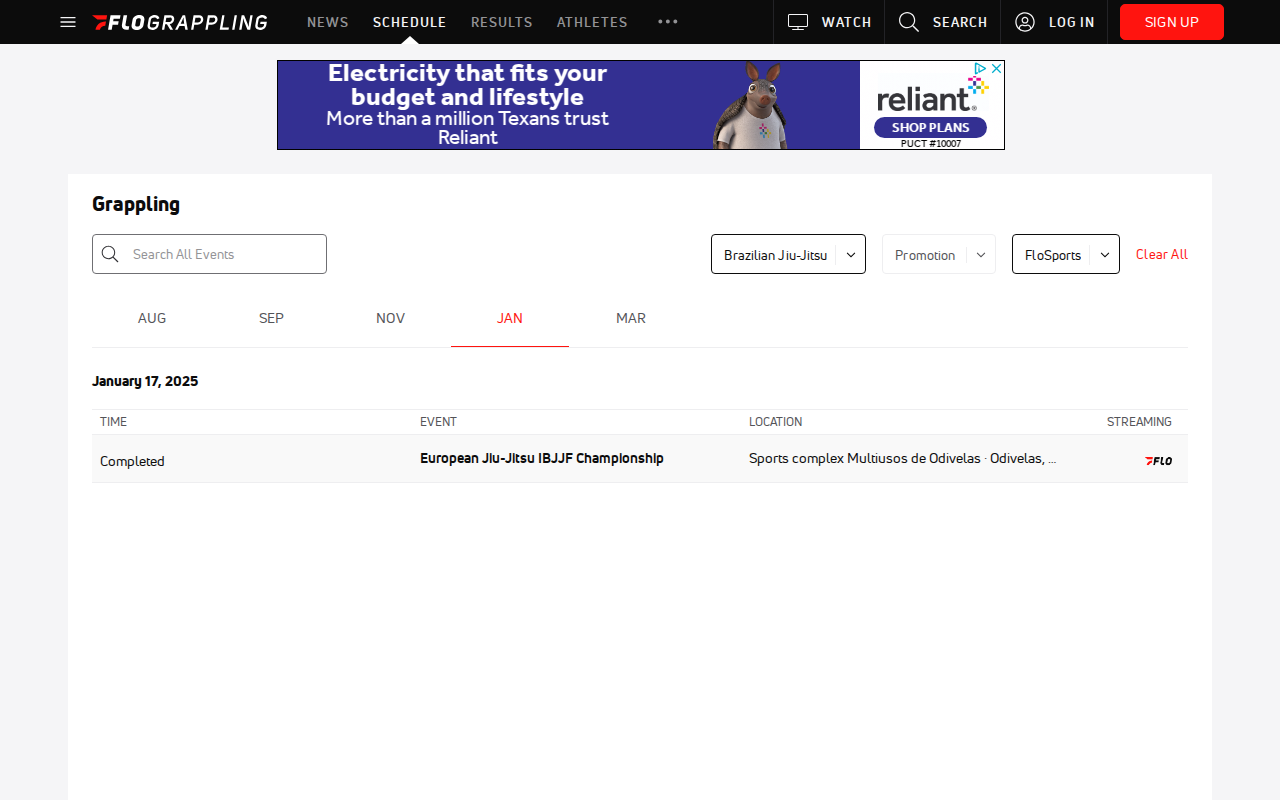 FLOGRAPPLING
NEWS
SCHEDULE
RESULTS
ATHLETES
WATCH
SEARCH
LOG IN
SIGN UP
Electricity that fits your
budget and lifestyle
More than a million Texans trust
Reliant
reliant®
SHOP PLANS
PUCT #10007
Grappling
Search All Events
Brazilian Jiu-Jitsu
Promotion
FloSports
Clear All
AUG
SEP
NOV
JAN
MAR
January 17, 2025
TIME
EVENT
LOCATION
STREAMING
Completed
European Jiu-Jitsu IBJJF Championship
Sports complex Multiusos de Odivelas · Odivelas, ...
FLO